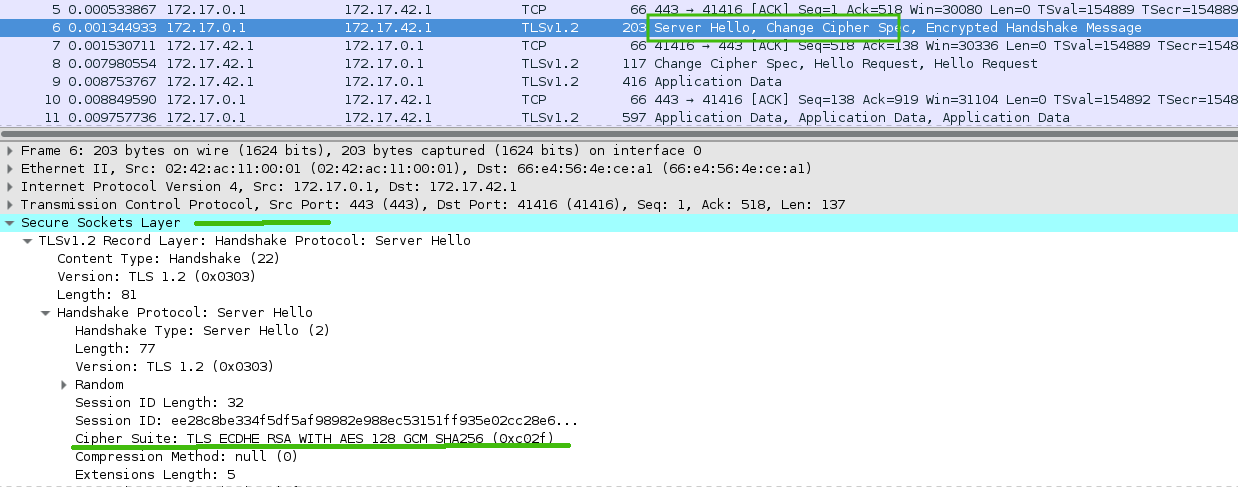 5 0.000533867 172.17.0.1 172.17.42.1 TCP 66 443 → 41416 [ACK] Seq=1 Ack=518 Win=30080 Len=0 TSval=154889 TSecr=154889
6 0.001344933 172.17.0.1 172.17.42.1 TLSv1.2 203 Server Hello, Change Cipher Spec, Encrypted Handshake Message
7 0.001530711 172.17.42.1 172.17.0.1 TCP 66 41416 → 443 [ACK] Seq=518 Ack=138 Win=30336 Len=0 TSval=154889 TSecr=1548
8 0.007980554 172.17.42.1 172.17.0.1 TLSv1.2 117 Change Cipher Spec, Hello Request, Hello Request
9 0.008753767 172.17.42.1 172.17.0.1 TLSv1.2 416 Application Data
10 0.008849590 172.17.0.1 172.17.42.1 TCP 66 443 → 41416 [ACK] Seq=138 Ack=919 Win=31104 Len=0 TSval=154892 TSecr=1548
11 0.009757736 172.17.0.1 172.17.42.1 TLSv1.2 597 Application Data, Application Data, Application Data
Frame 6: 203 bytes on wire (1624 bits), 203 bytes captured (1624 bits) on interface 0
Ethernet II, Src: 02:42:ac:11:00:01 (02:42:ac:11:00:01), Dst: 66:e4:56:4e:ce:a1 (66:e4:56:4e:ce:a1)
Internet Protocol Version 4, Src: 172.17.0.1, Dst: 172.17.42.1
Transmission Control Protocol, Src Port: 443 (443), Dst Port: 41416 (41416), Seq: 1, Ack: 518, Len: 137
Secure Sockets Layer
TLSv1.2 Record Layer: Handshake Protocol: Server Hello
Content Type: Handshake (22)
Version: TLS 1.2 (0x0303)
Length: 81
Handshake Protocol: Server Hello
Handshake Type: Server Hello (2)
Length: 77
Version: TLS 1.2 (0x0303)
Random
Session ID Length: 32
Session ID: ee28c8be334f5df5af98982e988ec53151ff935e02cc28e6...
Cipher Suite: TLS_ECDHE_RSA_WITH_AES_128_GCM_SHA256 (0xc02f)
Compression Method: null (0)
Extensions Length: 5